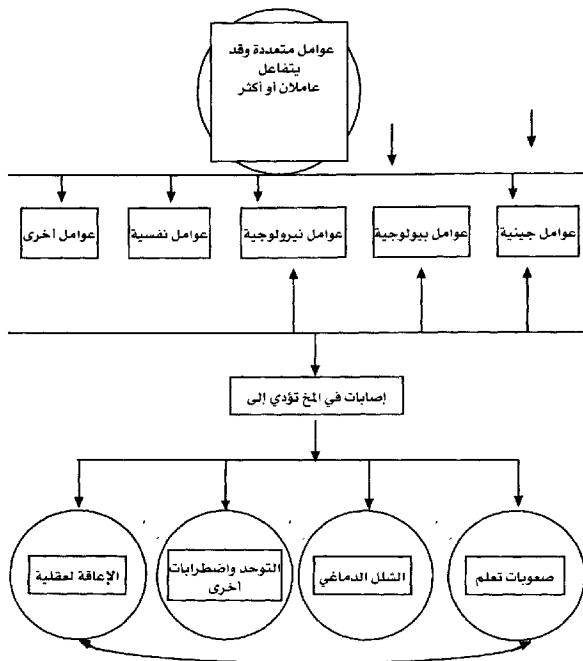 عوامل متعددة وقد
يتفاعل
عاملان أو أكثر
عوامل جينية
عوامل بيولوجية
عوامل نيرولوجية
عوامل نفسية
عوامل أخرى
إصابات في المخ تؤدي إلى
صعوبات تعلم
الشلل الدماغي
التوحد واضطرابات
أخرى
الإعاقة لعقلية